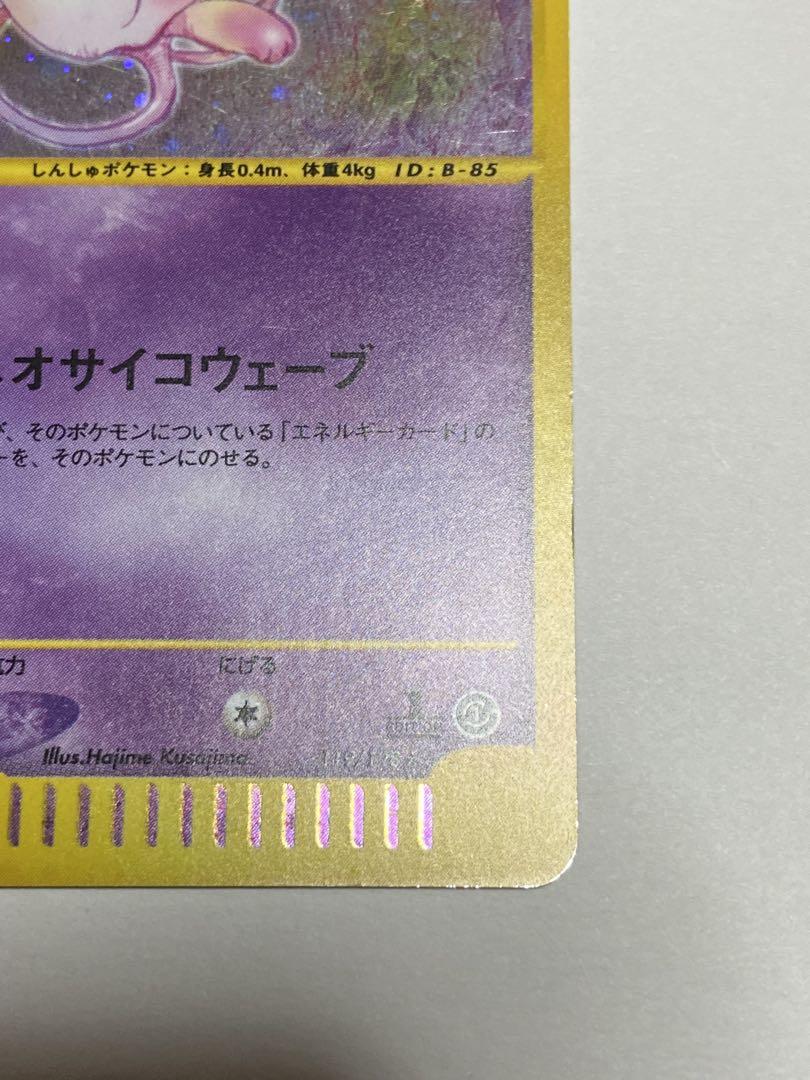 しんしゅポケモン：身長0.4m、体重4kg ID:B-85
オサイコウェーブ
、そのポケモンについている「エネルギーカード」の
ーを、そのポケモンにのせる。
力
にげる
1
EDITION
Illus.Hajime Kusajima